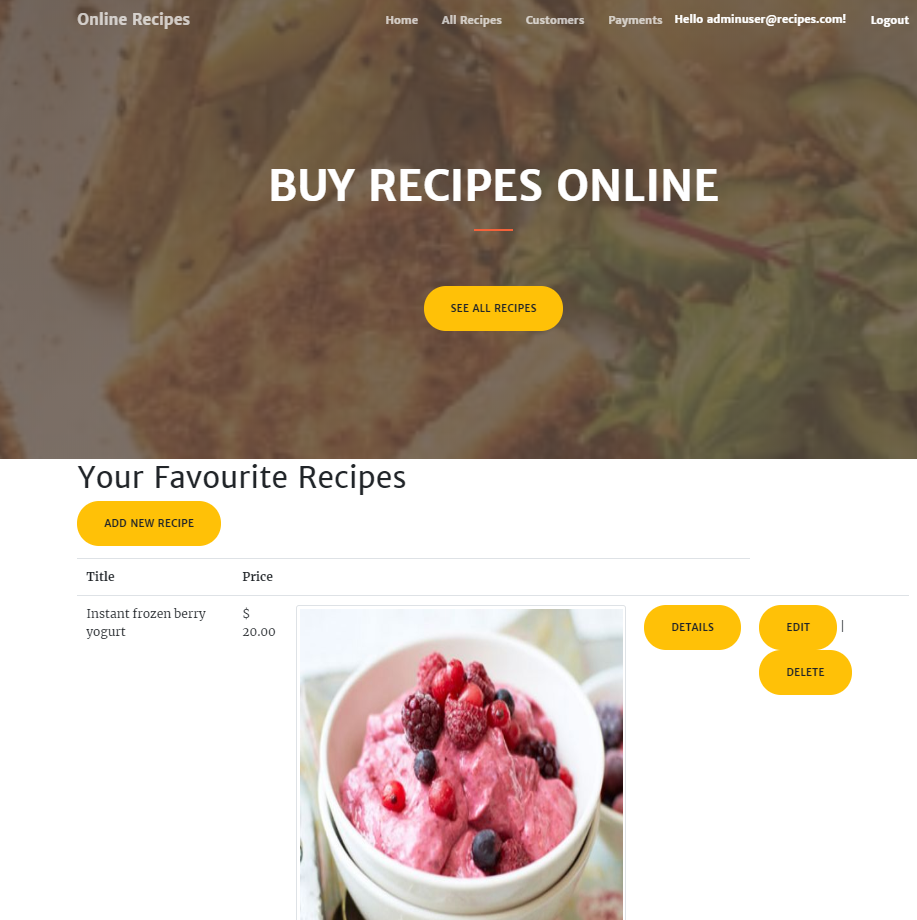 Online Recipes
Home All Recipes Customers Payments Hello adminuser@recipes.com! Logout
BUY RECIPES ONLINE
SEE ALL RECIPES
Your Favourite Recipes
ADD NEW RECIPE
Title Price
Instant frozen berry $ DETAILS EDIT |
yogurt 20.00
DELETE